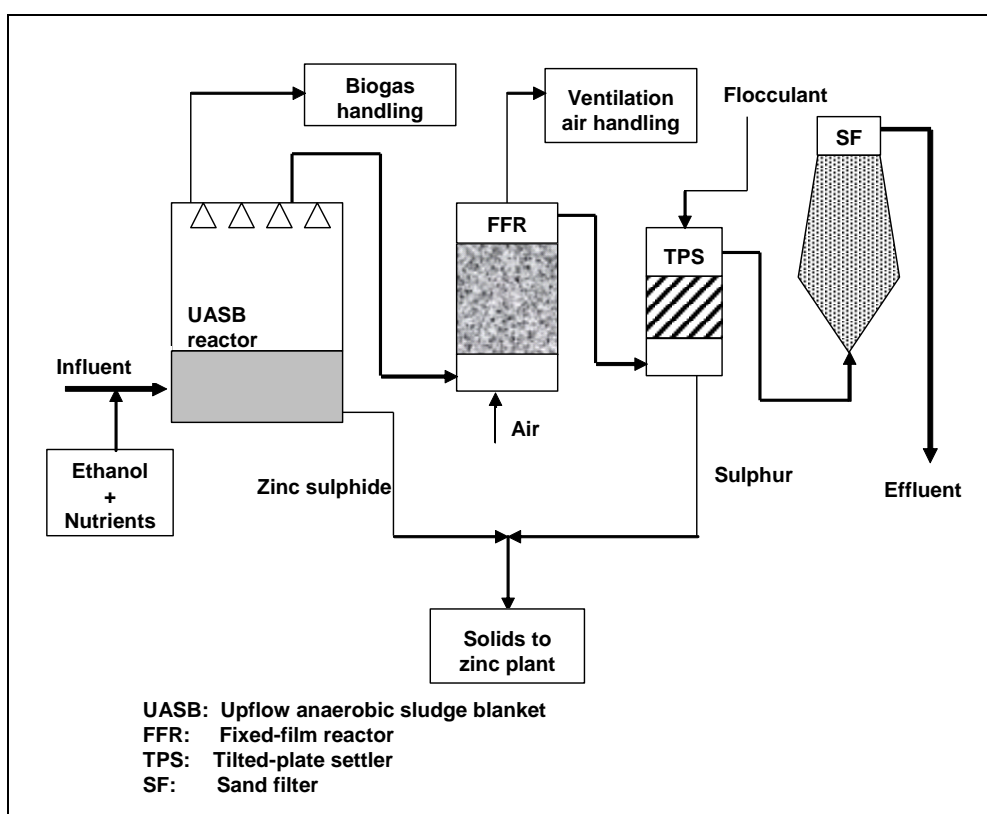 Biogas
handling
Ventilation
air handling
Flocculant
SF
FFR
TPS
UASB
reactor
Influent
Air
Ethanol
+
Nutrients
Zinc sulphide
Sulphur
Effluent
Solids to
zinc plant
UASB: Upflow anaerobic sludge blanket
FFR: Fixed-film reactor
TPS: Tilted-plate settler
SF: Sand filter